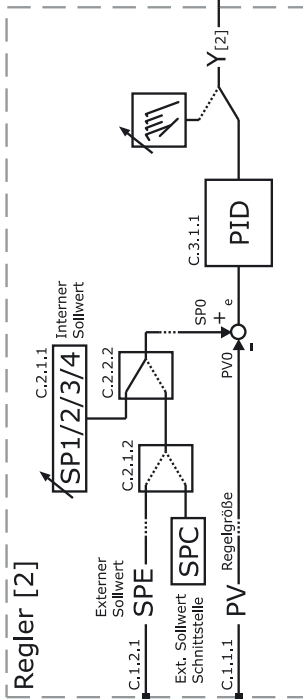 Regler [2]
C.1.2.1
Externer
Sollwert
SPE
Ext. Sollwert
Schnittstelle
SPC
C.2.1.2
C.2.1.1
SP1/2/3/4
Interner
Sollwert
C.2.2.2
SP0
+
e
PV0
-
C.1.1.1
PV
Regelgröße
C.3.1.1
PID
Y[2]